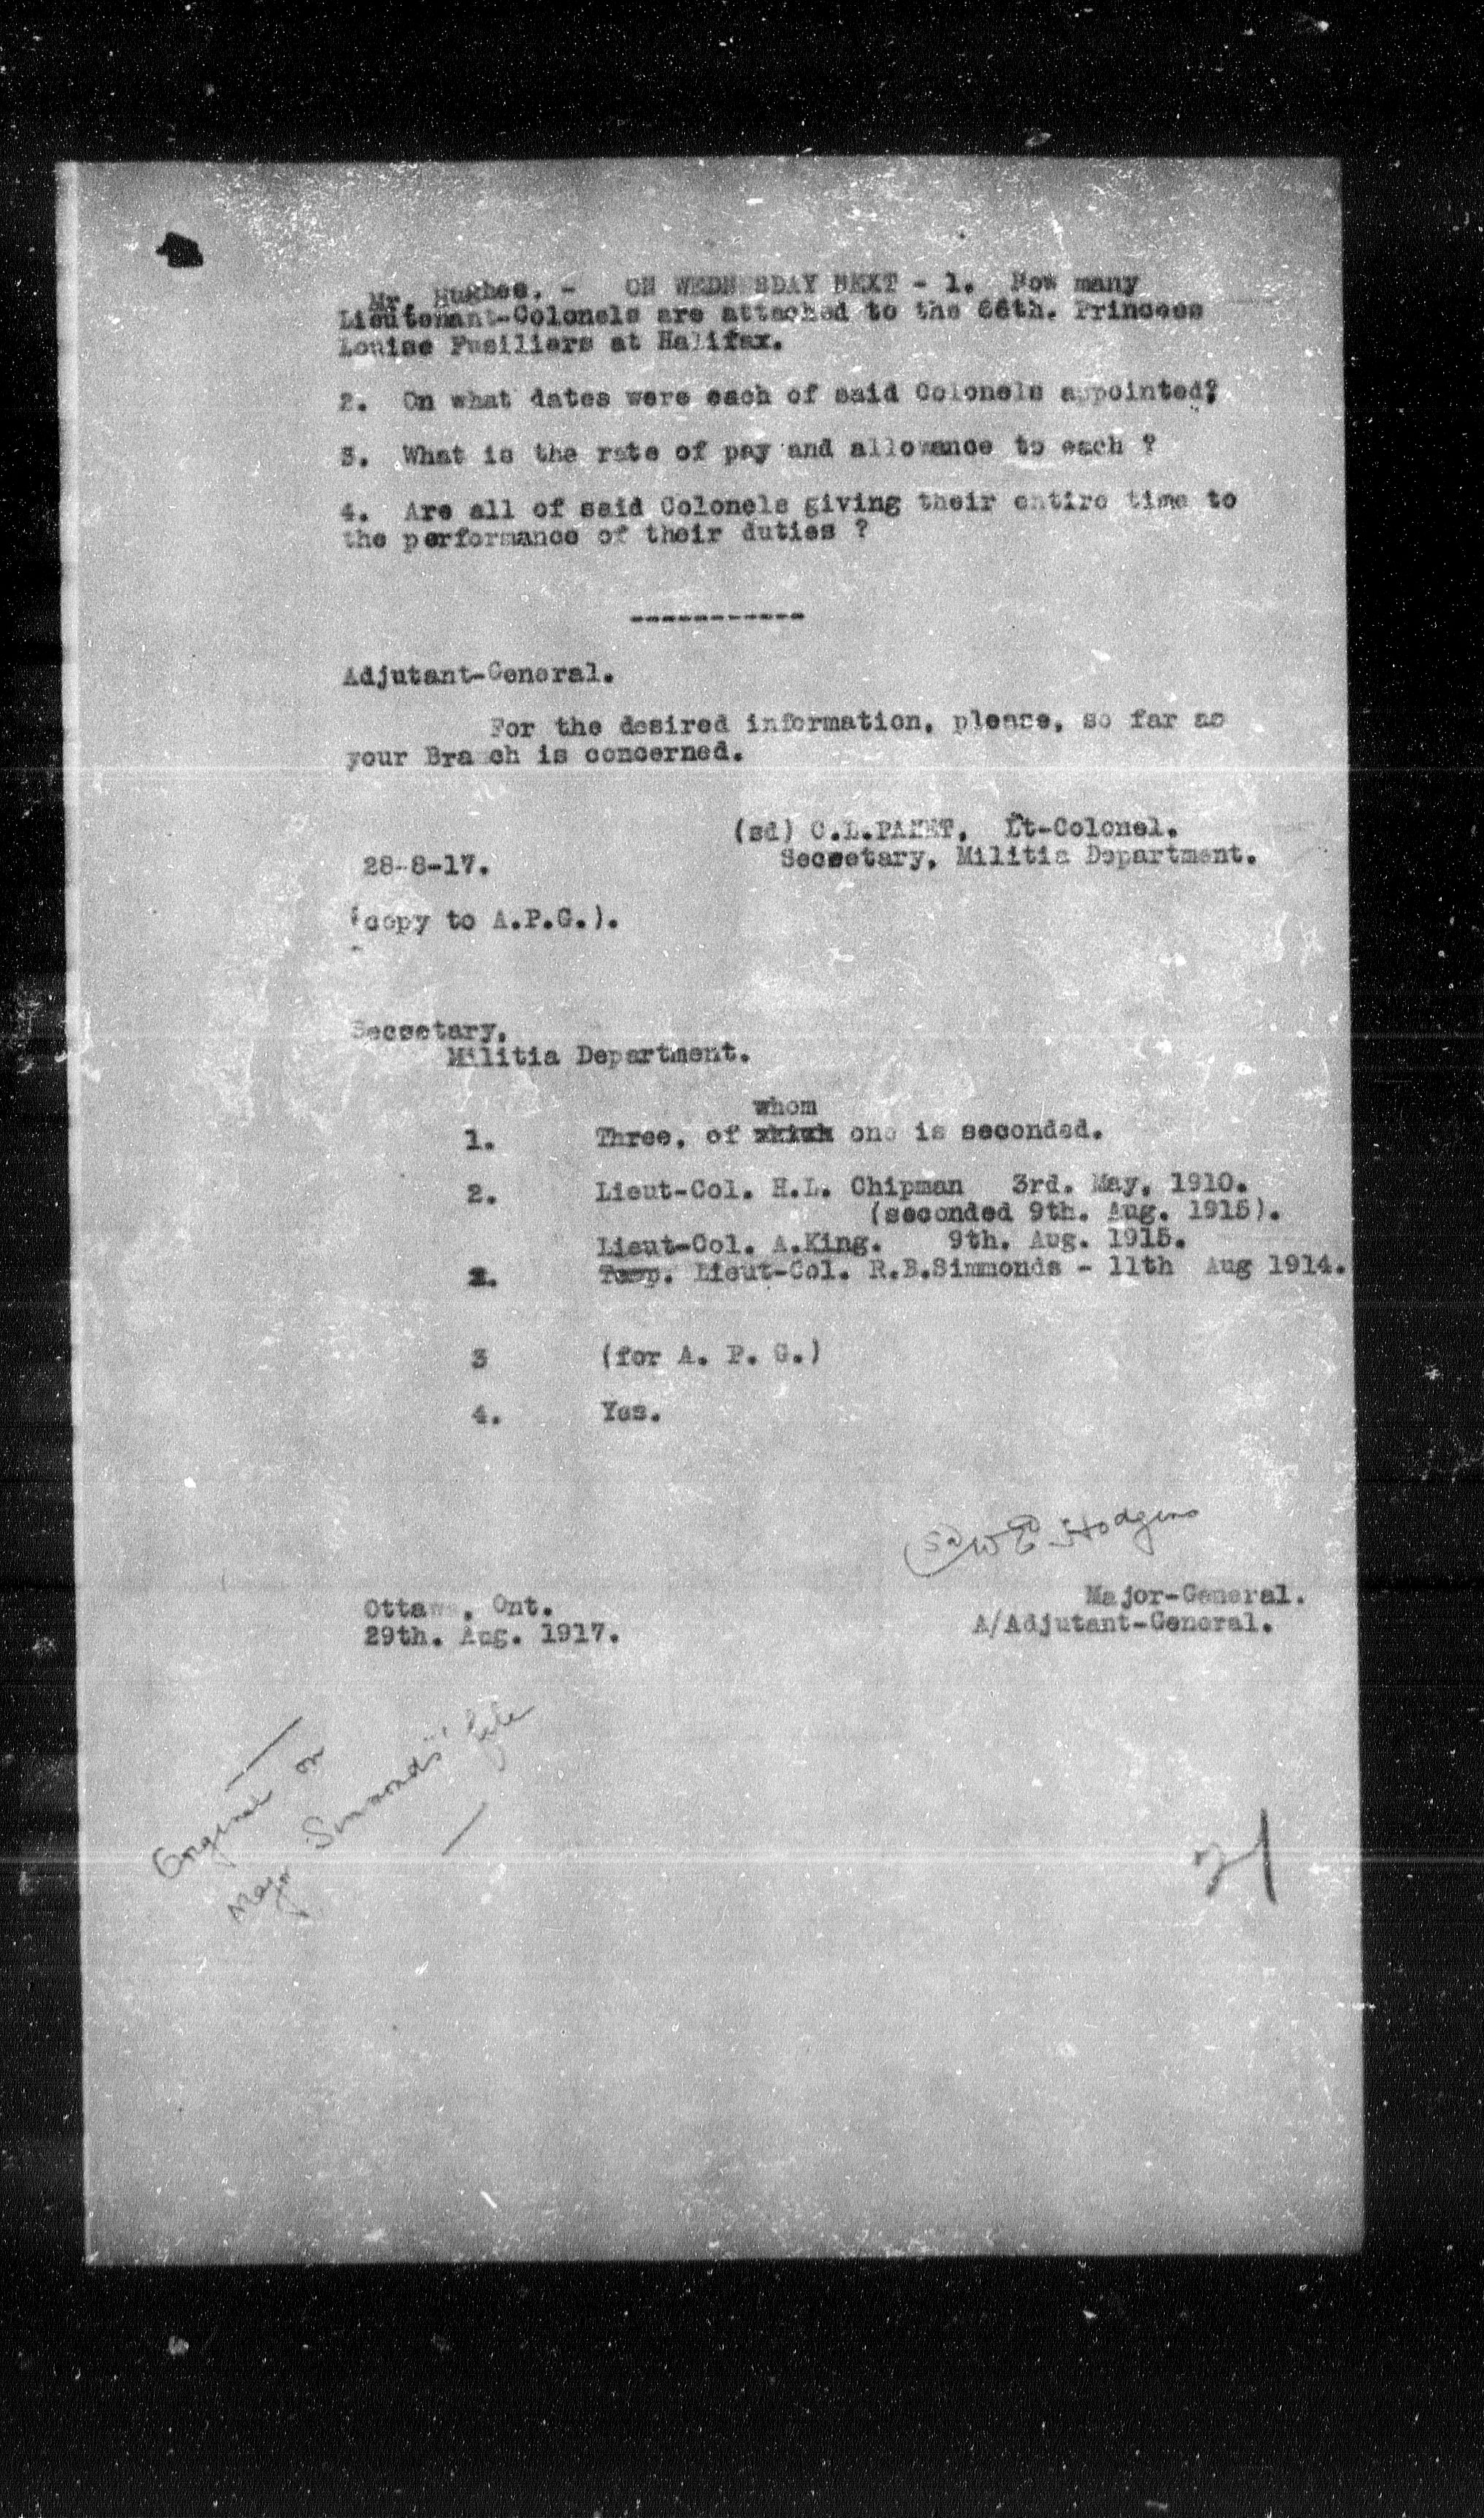 Mr. Hughes. - ON WEDNESDAY NEXT - 1. How many
Lieutenant-Colonels are attached to the 66th. Princess
Louise Fusiliers at Halifax.
2. On what dates were each of said Colonels appointed?
3. What is the rate of pay and allowance to each ?
4. Are all of said Colonels giving their entire time to
the performance of their duties ?
-----------
Adjutant-General.
For the desired information, please, so far as
your Branch is concerned.
(sd) C.L.PANET, Lt-Colonel.
Secretary, Militia Department.
28-8-17.
(copy to A.P.G.).
Secretary,
Militia Department.
whom
1. Three, of which one is seconded.
2. Lieut-Col. H.L. Chipman 3rd. May, 1910.
(seconded 9th. Aug. 1915).
Lieut-Col. A.King. 9th. Aug. 1915.
Temp. Lieut-Col. R.B.Simmonds - 11th Aug 1914.
3 (for A. P. G.)
4. Yes.
(Sd) W E Hodgins
Major-General.
A/Adjutant-General.
Ottawa, Ont.
29th. Aug. 1917.
Original on
Major Simmonds' file
21